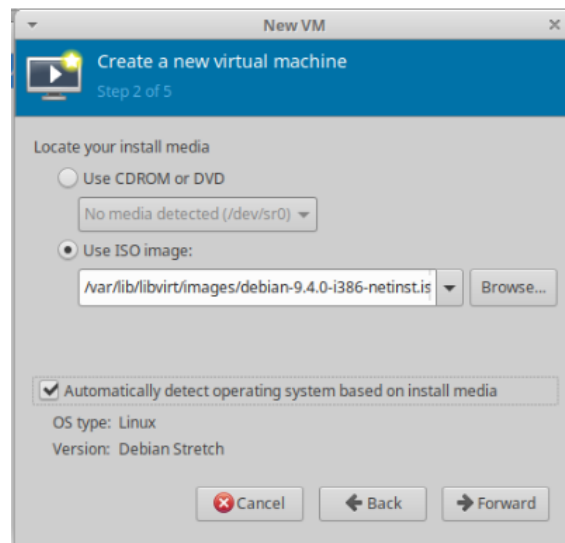 New VM
Create a new virtual machine
Step 2 of 5
Locate your install media
Use CDROM or DVD
No media detected (/dev/sr0)
Use ISO image:
/var/lib/libvirt/images/debian-9.4.0-i386-netinst.is
Browse...
Automatically detect operating system based on install media
OS type: Linux
Version: Debian Stretch
Cancel
Back
Forward